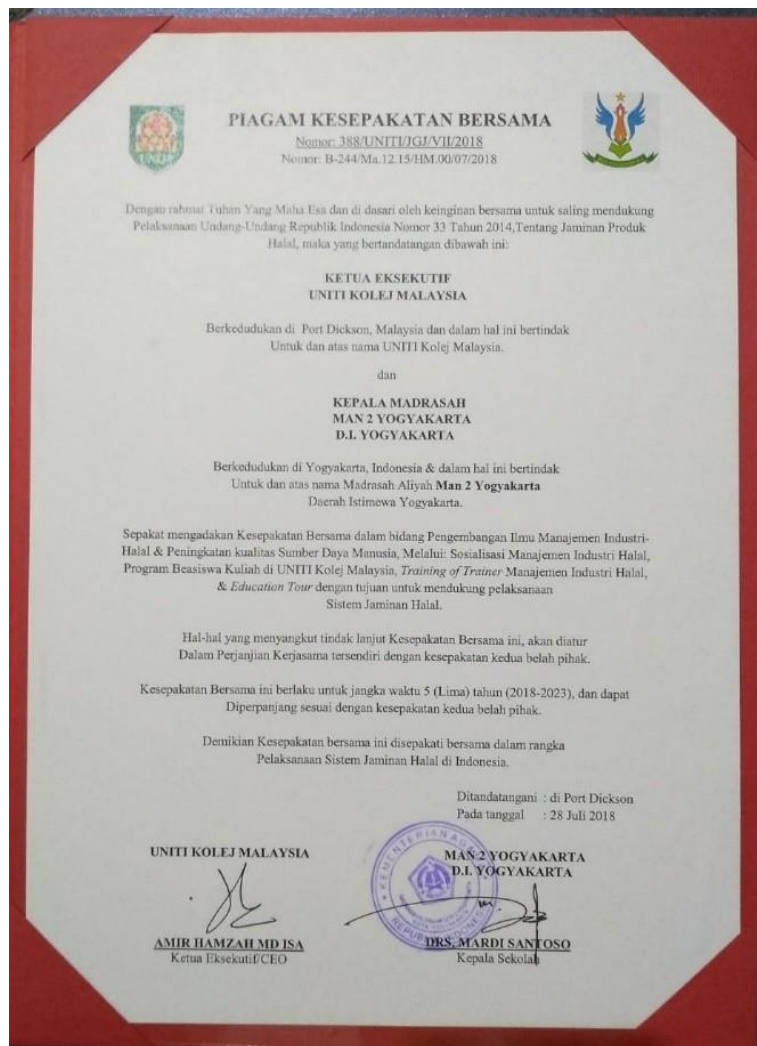 UNITI
PIAGAM KESEPAKATAN BERSAMA
Nomor: 388/UNITI/JGJ/VII/2018
Nomor: B-244/Ma.12.15/HM.00/07/2018
Dengan rahmat Tuhan Yang Maha Esa dan di dasari oleh keinginan bersama untuk saling mendukung
Pelaksanaan Undang-Undang Republik Indonesia Nomor 33 Tahun 2014,Tentang Jaminan Produk
Halal, maka yang bertandatangan dibawah ini:
KETUA EKSEKUTIF
UNITI KOLEJ MALAYSIA
Berkedudukan di Port Dickson, Malaysia dan dalam hal ini bertindak
Untuk dan atas nama UNITI Kolej Malaysia.
dan
KEPALA MADRASAH
MAN 2 YOGYAKARTA
D.I. YOGYAKARTA
Berkedudukan di Yogyakarta, Indonesia & dalam hal ini bertindak
Untuk dan atas nama Madrasah Aliyah Man 2 Yogyakarta
Daerah Istimewa Yogyakarta.
Sepakat mengadakan Kesepakatan Bersama dalam bidang Pengembangan Ilmu Manajemen Industri-
Halal & Peningkatan kualitas Sumber Daya Manusia, Melalui: Sosialisasi Manajemen Industri Halal,
Program Beasiswa Kuliah di UNITI Kolej Malaysia, Training of Trainer Manajemen Industri Halal,
& Education Tour dengan tujuan untuk mendukung pelaksanaan
Sistem Jaminan Halal.
Hal-hal yang menyangkut tindak lanjut Kesepakatan Bersama ini, akan diatur
Dalam Perjanjian Kerjasama tersendiri dengan kesepakatan kedua belah pihak.
Kesepakatan Bersama ini berlaku untuk jangka waktu 5 (Lima) tahun (2018-2023), dan dapat
Diperpanjang sesuai dengan kesepakatan kedua belah pihak.
Demikian Kesepakatan bersama ini disepakati bersama dalam rangka
Pelaksanaan Sistem Jaminan Halal di Indonesia.
Ditandatangani : di Port Dickson
Pada tanggal : 28 Juli 2018
UNITI KOLEJ MALAYSIA
MAN 2 YOGYAKARTA
D.I. YOGYAKARTA
KEMENTERIAN AGAMA
REPUBLIK INDONESIA
AMIR HAMZAH MD ISA
Ketua Eksekutif/CEO
DRS. MARDI SANTOSO
Kepala Sekolah